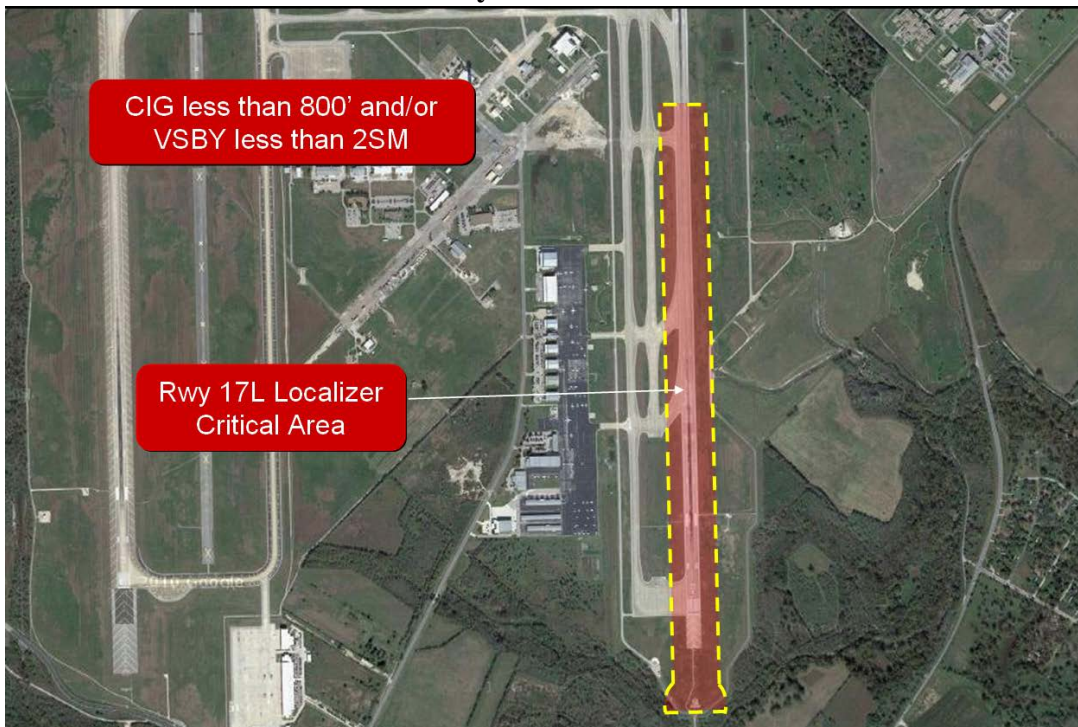 CIG less than 800' and/or
VSBY less than 2SM
Rwy 17L Localizer
Critical Area